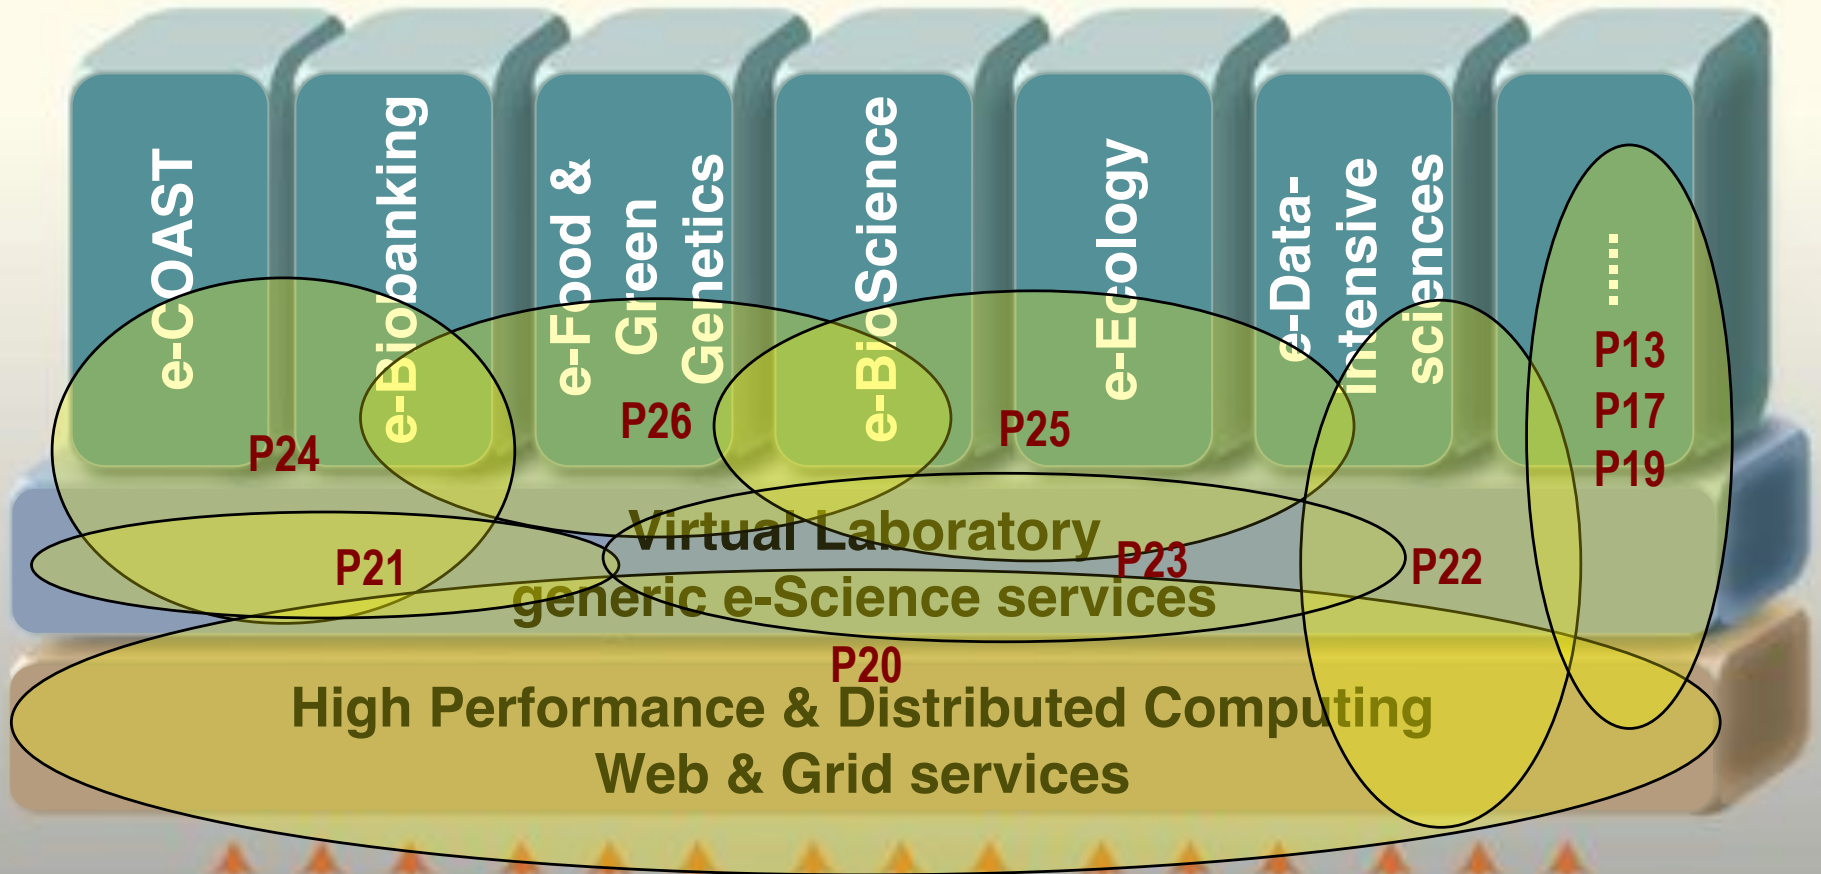 e-COAST
e-Biobanking
e-Food &
Green
Genetics
e-BioScience
e-Ecology
e-Data-
intensive
sciences
.....
P13
P17
P19
P24
P26
P25
P21
P23
P22
Virtual Laboratory
generic e-Science services
P20
High Performance & Distributed Computing
Web & Grid services